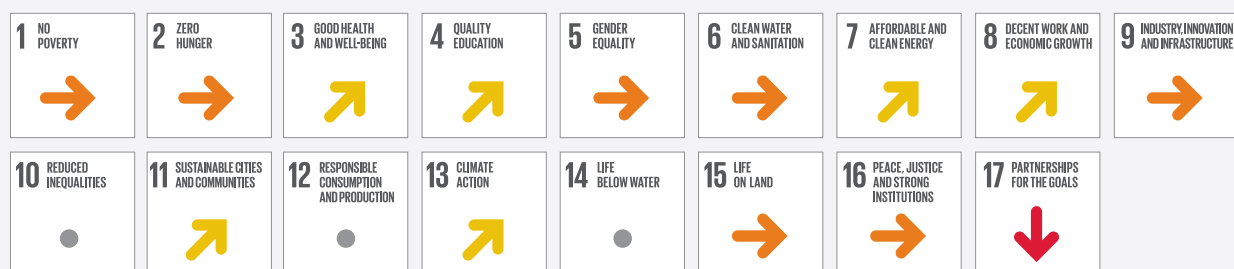 1 NO
POVERTY
2 ZERO
HUNGER
3 GOOD HEALTH
AND WELL-BEING
4 QUALITY
EDUCATION
5 GENDER
EQUALITY
6 CLEAN WATER
AND SANITATION
7 AFFORDABLE AND
CLEAN ENERGY
8 DECENT WORK AND
ECONOMIC GROWTH
9 INDUSTRY, INNOVATION
AND INFRASTRUCTURE
10 REDUCED
INEQUALITIES
11 SUSTAINABLE CITIES
AND COMMUNITIES
12 RESPONSIBLE
CONSUMPTION
AND PRODUCTION
13 CLIMATE
ACTION
14 LIFE
BELOW WATER
15 LIFE
ON LAND
16 PEACE, JUSTICE
AND STRONG
INSTITUTIONS
17 PARTNERSHIPS
FOR THE GOALS